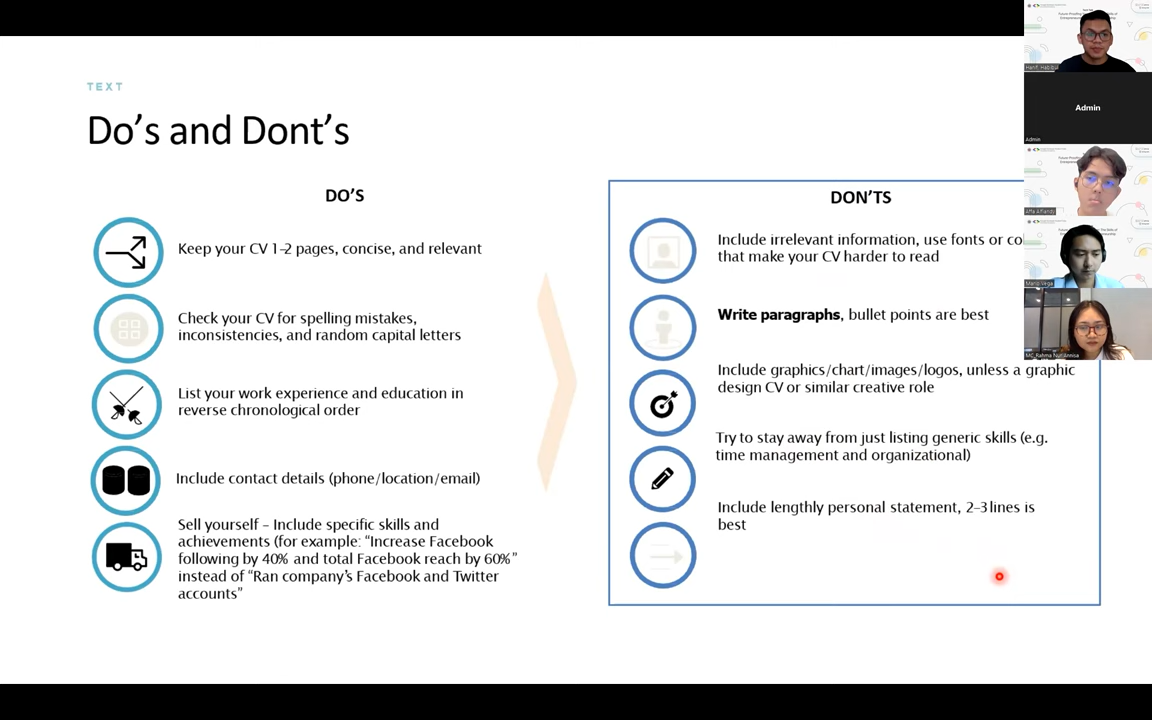 TEXT
Do's and Dont's
DO'S
Keep your CV 1-2 pages, concise, and relevant
Check your CV for spelling mistakes,
inconsistencies, and random capital letters
List your work experience and education in
reverse chronological order
Include contact details (phone/location/email)
Sell yourself – Include specific skills and
achievements (for example: “Increase Facebook
following by 40% and total Facebook reach by 60%”
instead of “Ran company's Facebook and Twitter
accounts”
DON'TS
Include irrelevant information, use fonts or co
that make your CV harder to read
Write paragraphs, bullet points are best
Include graphics/chart/images/logos, unless a graphic
design CV or similar creative role
Try to stay away from just listing generic skills (e.g.
time management and organizational)
Include lengthly personal statement, 2-3 lines is
best
Admin
Admin